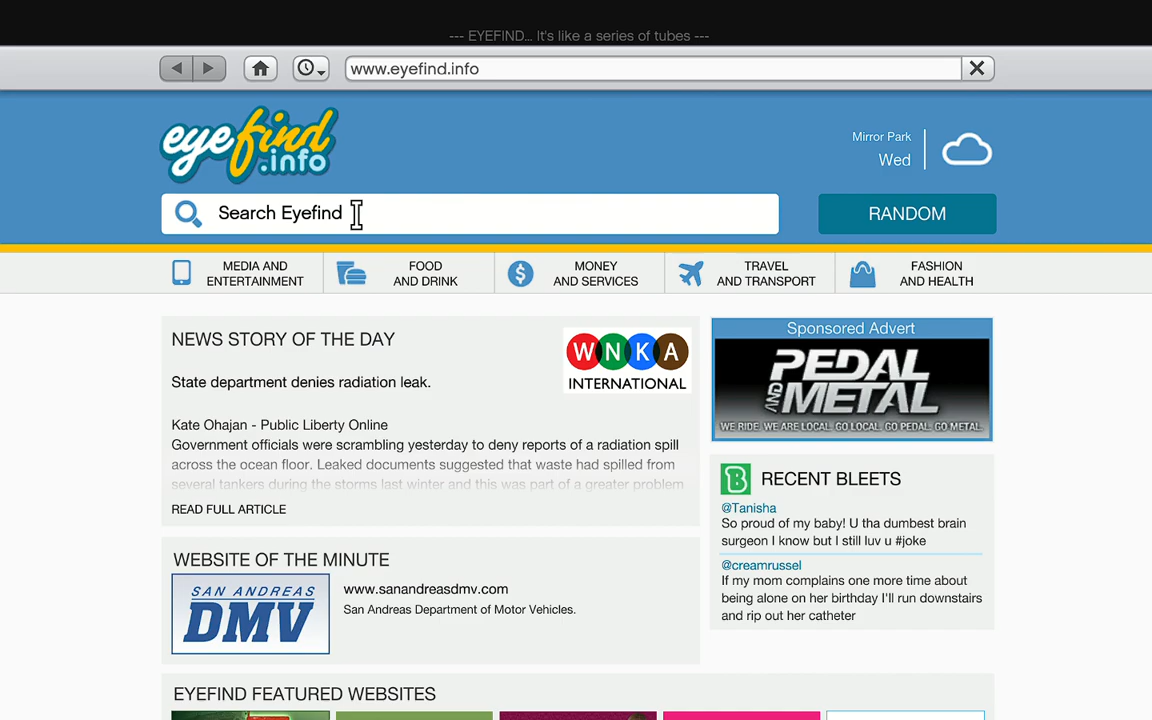 --- EYEFIND... It's like a series of tubes ---
www.eyefind.info
eyefind
.info
Mirror Park
Wed
Search Eyefind
RANDOM
MEDIA AND
ENTERTAINMENT
FOOD
AND DRINK
MONEY
AND SERVICES
TRAVEL
AND TRANSPORT
FASHION
AND HEALTH
NEWS STORY OF THE DAY
WNKA
INTERNATIONAL
State department denies radiation leak.
Kate Ohajan - Public Liberty Online
Government officials were scrambling yesterday to deny reports of a radiation spill
across the ocean floor. Leaked documents suggested that waste had spilled from
several tankers during the storms last winter and this was part of a greater problem
READ FULL ARTICLE
Sponsored Advert
PEDAL
AND METAL
WE RIDE. WE ARE LOCAL. GO LOCAL. GO PEDAL. GO METAL.
RECENT BLEETS
@Tanisha
So proud of my baby! U tha dumbest brain
surgeon I know but I still luv u #joke
@creamrussel
If my mom complains one more time about
being alone on her birthday I'll run downstairs
and rip out her catheter
WEBSITE OF THE MINUTE
SAN ANDREAS
DMV
www.sanandreasdmv.com
San Andreas Department of Motor Vehicles.
EYEFIND FEATURED WEBSITES